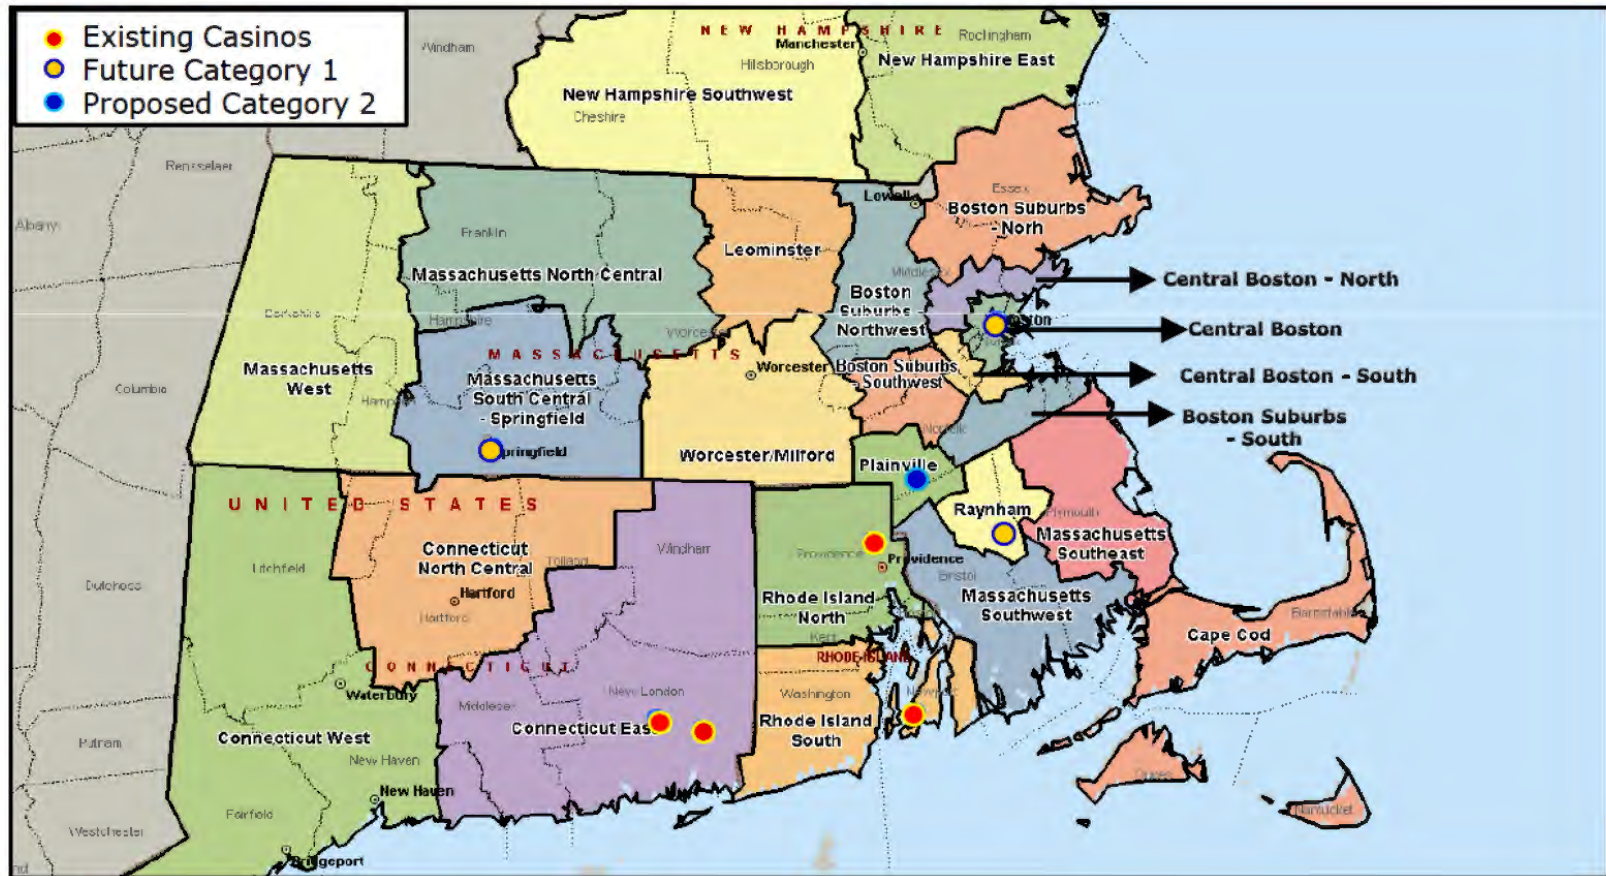 Existing Casinos
Future Category 1
Proposed Category 2
NEW HAMPSHIRE
Windham
Manchester
Rockingham
Hillsborough
New Hampshire East
New Hampshire Southwest
Cheshire
Rensselaer
Albany
Columbia
Dutchess
Putnam
Westchester
Lowell
Essex
Boston Suburbs
- Norh
Franklin
Leominster
Massachusetts North Central
Middlesex
Boston
Suburbs -
Northwest
Central Boston - North
Central Boston
Central Boston - South
Boston Suburbs
- South
Berkshire
Hampshire
Worcester
MASSACHUSETTS
Massachusetts
West
Hampden
Massachusetts
South Central
- Springfield
Worcester
Boston Suburbs
- Southwest
Norfolk
pringfield
Worcester/Milford
Plainville
UNITED STATES
Raynham
Plymouth
Massachusetts
Southeast
Connecticut
North Central
Tolland
Windham
Litchfield
Providence
Providence
Bristol
Hartford
Hartford
Rhode Island
North
Massachusetts
Southwest
Kent
Barnstable
Cape Cod
CONNECTICUT
RHODE ISLAND
Waterbury
New London
Washington
Newport
Middlesex
Connecticut East
Rhode Island
South
Connecticut West
New Haven
New Haven
Fairfield
Bridgeport
Dukes
Nantucket